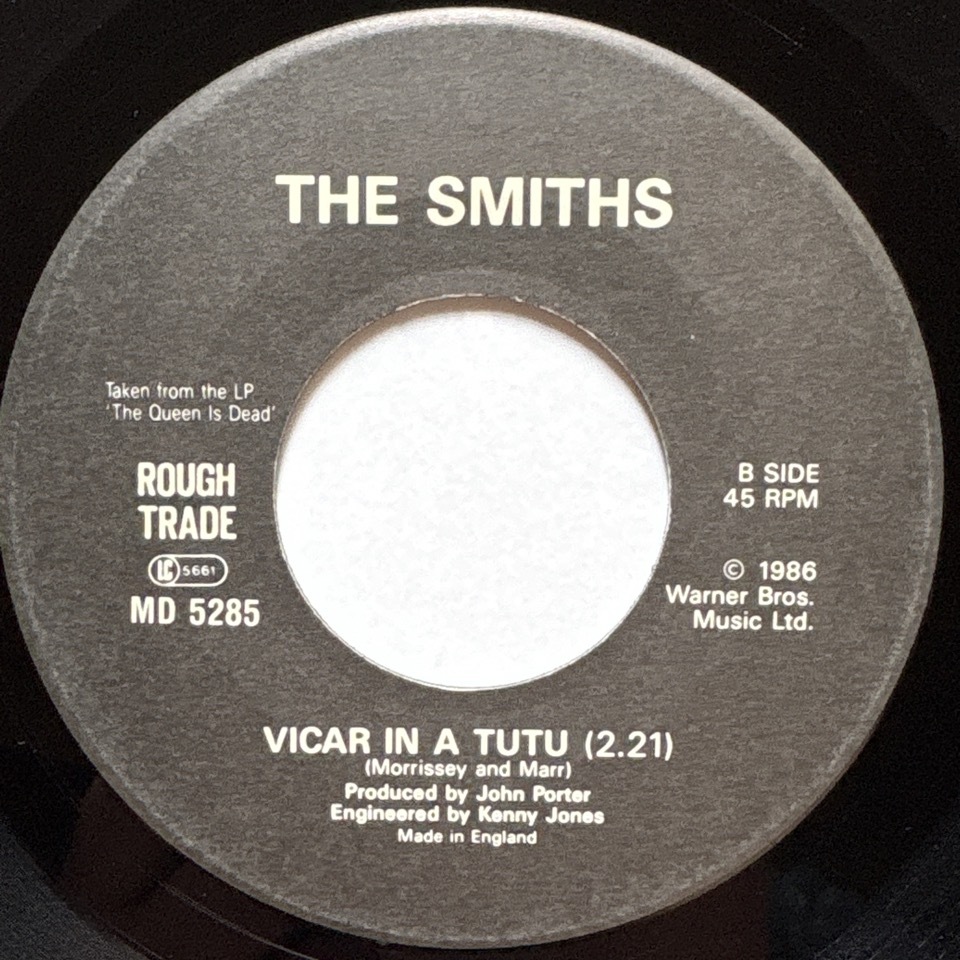 THE SMITHS
Taken from the LP
'The Queen Is Dead'
ROUGH
TRADE
LC 5661
MD 5285
B SIDE
45 RPM
© 1986
Warner Bros.
Music Ltd.
VICAR IN A TUTU (2.21)
(Morrissey and Marr)
Produced by John Porter
Engineered by Kenny Jones
Made in England